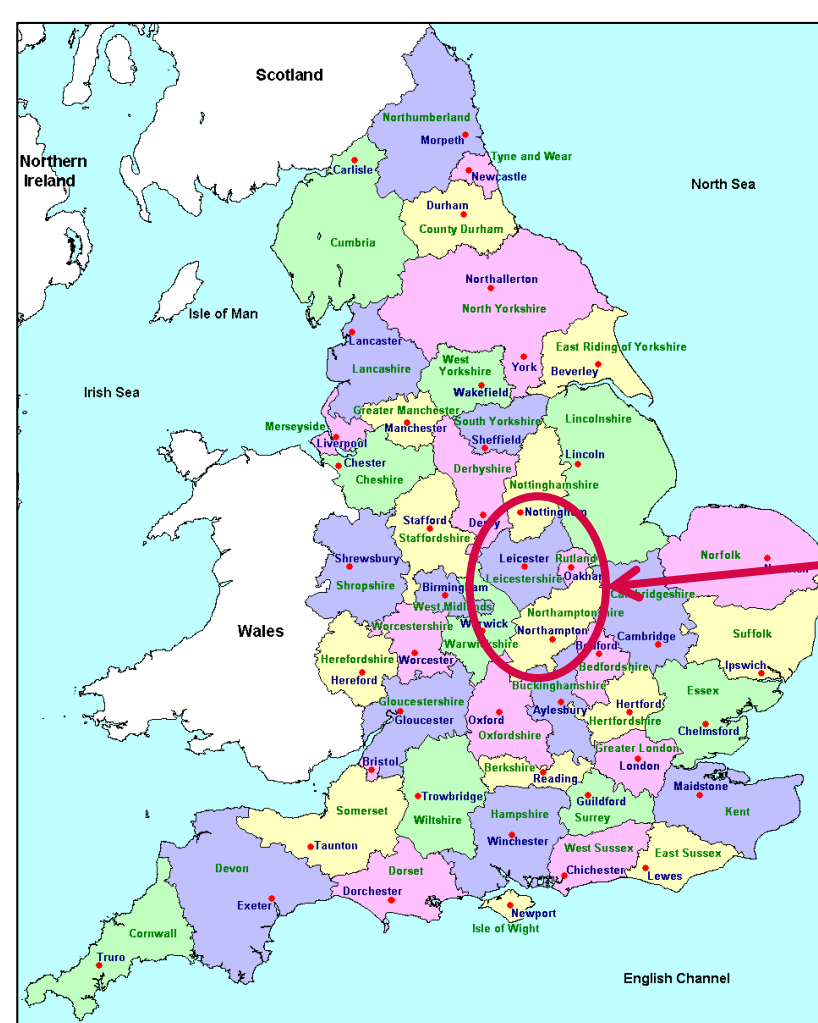 Scotland
Northumberland
Morpeth
Tyne and Wear
Northern
Ireland
Carlisle
Newcastle
North Sea
Durham
County Durham
Cumbria
Northallerton
North Yorkshire
Isle of Man
Lancaster
East Riding of Yorkshire
West
Yorkshire
York
Beverley
Lancashire
Irish Sea
Wakefield
Greater Manchester
Lincolnshire
Merseyside
Manchester
South Yorkshire
Liverpool
Sheffield
Lincoln
Chester
Derbyshire
Cheshire
Nottinghamshire
Stafford
Nottingham
Derby
Staffordshire
Shrewsbury
Leicester
Rutland
Norfolk
Leicestershire
Oakham
Shropshire
Birmingham
Cambridgeshire
West Midlands
Northamptonshire
Worcestershire
Warwick
Wales
Northampton
Cambridge
Suffolk
Warwickshire
Bedford
Herefordshire
Worcester
Bedfordshire
Ipswich
Hereford
Buckinghamshire
Essex
Gloucestershire
Hertford
Aylesbury
Gloucester
Oxford
Hertfordshire
Chelmsford
Oxfordshire
Greater London
Bristol
Berkshire
London
Reading
Maidstone
Trowbridge
Guildford
Somerset
Hampshire
Kent
Wiltshire
Surrey
Winchester
Taunton
West Sussex
East Sussex
Devon
Dorset
Chichester
Lewes
Dorchester
Exeter
Newport
Cornwall
Isle of Wight
Truro
English Channel